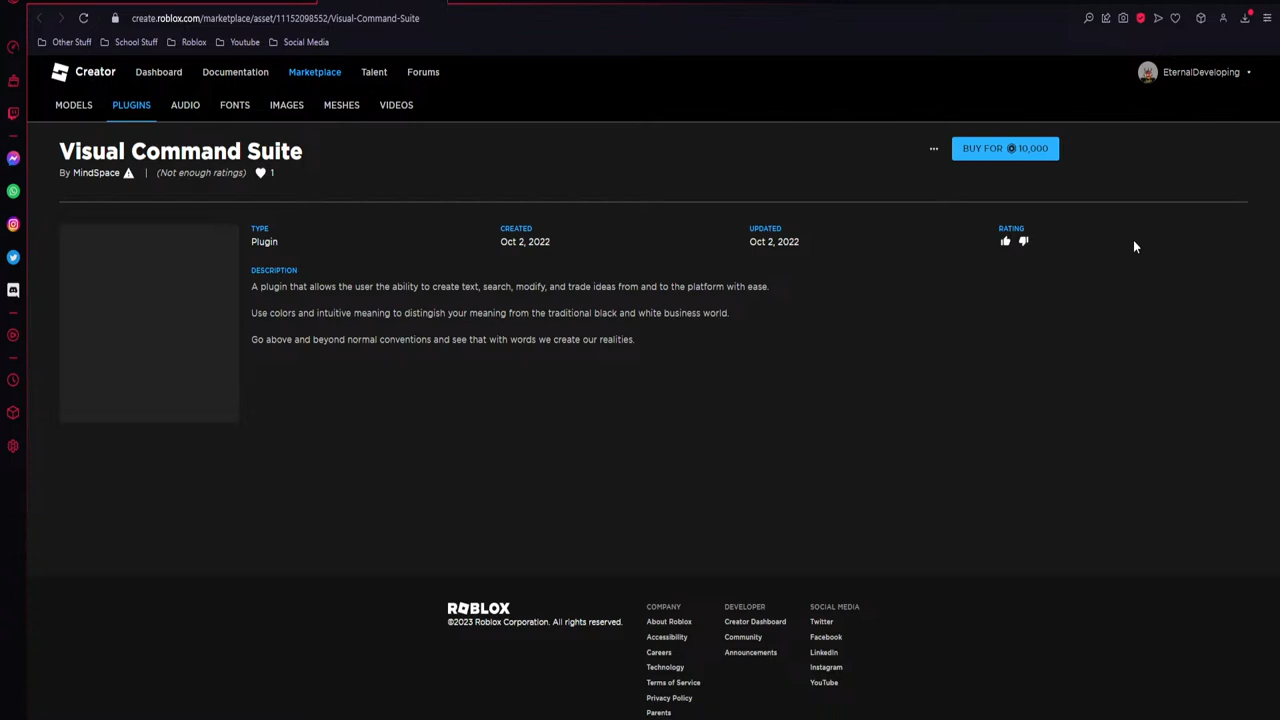 create.roblox.com/marketplace/asset/11152098552/Visual-Command-Suite
Other Stuff School Stuff Roblox Youtube Social Media
Creator Dashboard Documentation Marketplace Talent Forums EternalDeveloping
MODELS PLUGINS AUDIO FONTS IMAGES MESHES VIDEOS
Visual Command Suite
... BUY FOR 10,000
By MindSpace | (Not enough ratings) 1
TYPE CREATED UPDATED RATING
Plugin Oct 2, 2022 Oct 2, 2022
DESCRIPTION
A plugin that allows the user the ability to create text, search, modify, and trade ideas from and to the platform with ease.
Use colors and intuitive meaning to distingish your meaning from the traditional black and white business world.
Go above and beyond normal conventions and see that with words we create our realities.
ROBLOX
©2023 Roblox Corporation. All rights reserved.
COMPANY
About Roblox
Accessibility
Careers
Technology
Terms of Service
Privacy Policy
Parents
DEVELOPER
Creator Dashboard
Community
Announcements
SOCIAL MEDIA
Twitter
Facebook
LinkedIn
Instagram
YouTube